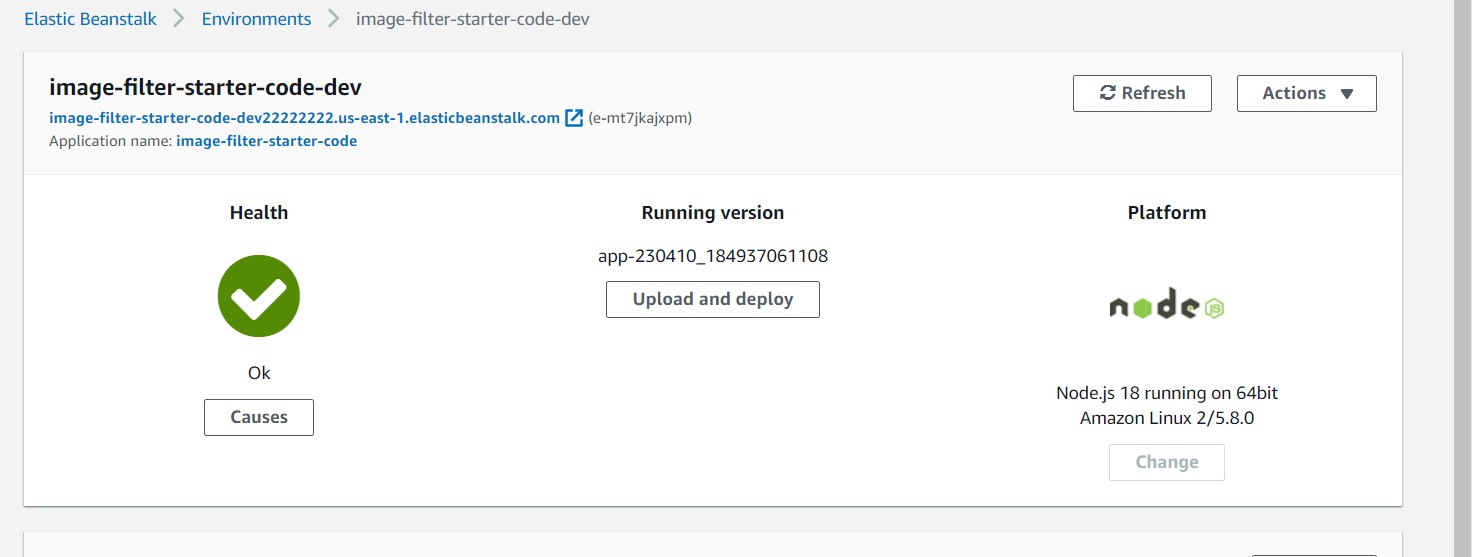 Elastic Beanstalk > Environments > image-filter-starter-code-dev
image-filter-starter-code-dev
Refresh
Actions ▼
image-filter-starter-code-dev22222222.us-east-1.elasticbeanstalk.com (e-mt7jkajxpm)
Application name: image-filter-starter-code
Health
Running version
Platform
app-230410_184937061108
Upload and deploy
node JS
Ok
Causes
Node.js 18 running on 64bit
Amazon Linux 2/5.8.0
Change